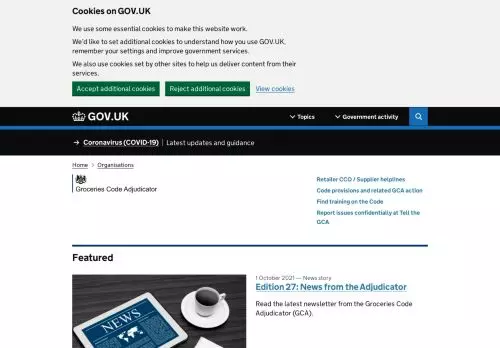 Cookies on GOV.UK
We use some essential cookies to make this website work.
We'd like to set additional cookies to understand how you use GOV.UK,
remember your settings and improve government services.
We also use cookies set by other sites to help us deliver content from their
services.
Accept additional cookies
Reject additional cookies
View cookies
GOV.UK
Topics
Government activity
→ Coronavirus (COVID-19) | Latest updates and guidance
Home > Organisations
Groceries Code Adjudicator
Retailer CCO / Supplier helplines
Code provisions and related GCA action
Find training on the Code
Report issues confidentially at Tell the
GCA
Featured
NEWS
1 October 2021 — News story
Edition 27: News from the Adjudicator
Read the latest newsletter from the Groceries Code
Adjudicator (GCA).